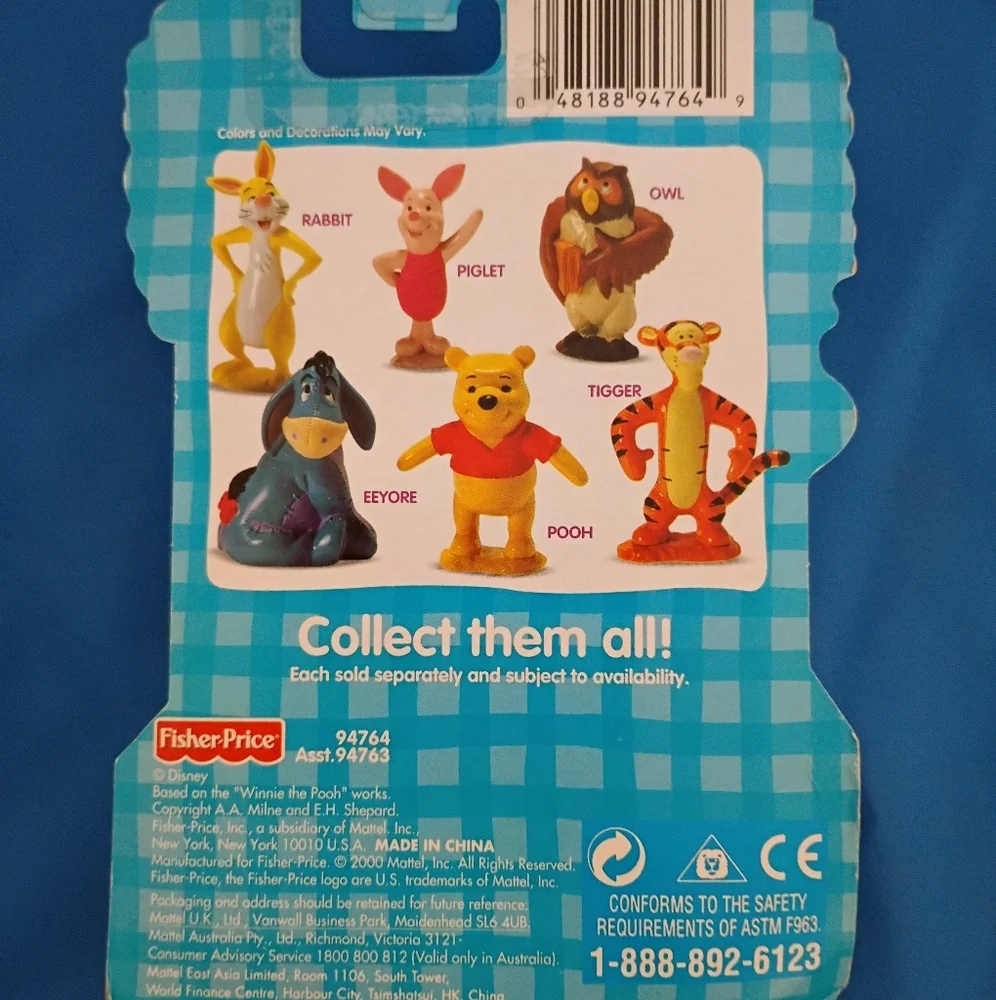 0 48188 94764 9
Colors and Decorations May Vary.
RABBIT
PIGLET
OWL
TIGGER
EEYORE
POOH
Collect them all!
Each sold separately and subject to availability.
Fisher-Price®
94764
Asst.94763
© Disney
Based on the "Winnie the Pooh" works.
Copyright A.A. Milne and E.H. Shepard.
Fisher-Price, Inc., a subsidiary of Mattel. Inc.,
New York, New York 10010 U.S.A. MADE IN CHINA
Manufactured for Fisher-Price. © 2000 Mattel, Inc. All Rights Reserved.
Fisher-Price, the Fisher-Price logo are U.S. trademarks of Mattel, Inc.
Packaging and address should be retained for future reference:
Mattel U.K., Ltd., Vanwall Business Park, Maidenhead SL6 4UB.
Mattel Australia Pty., Ltd., Richmond, Victoria 3121·
Consumer Advisory Service 1800 800 812 (Valid only in Australia).
Mattel East Asia Limited, Room 1106, South Tower,
World Finance Centre, Harbour City, Tsimshatsui, HK, China
CE
CONFORMS TO THE SAFETY
REQUIREMENTS OF ASTM F963.
1-888-892-6123